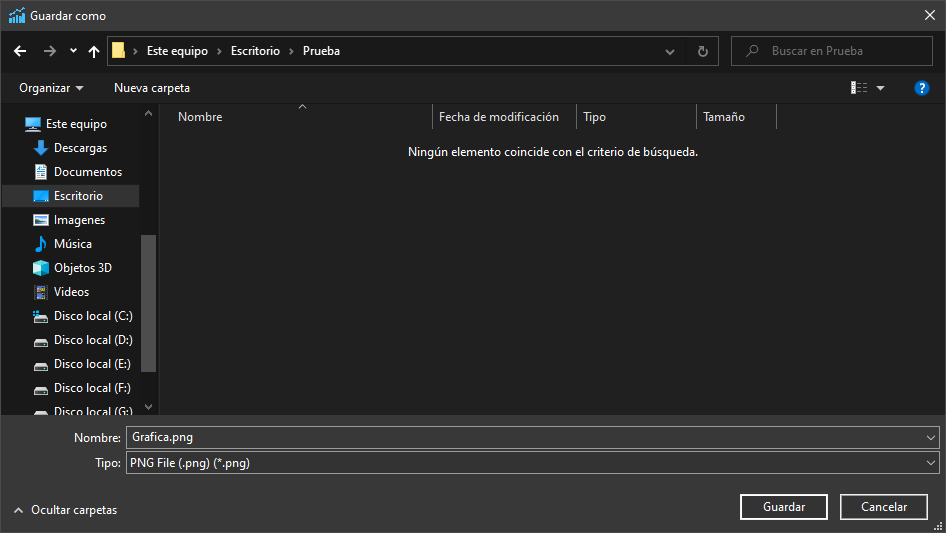 Guardar como
Este equipo
Escritorio
Prueba
Buscar en Prueba
Organizar
Nueva carpeta
?
Nombre
Fecha de modificación
Tipo
Tamaño
Ningún elemento coincide con el criterio de búsqueda.
Este equipo
Descargas
Documentos
Escritorio
Imagenes
Música
Objetos 3D
Videos
Disco local (C:)
Disco local (D:)
Disco local (E:)
Disco local (F:)
Disco local (G:)
Nombre: Grafica.png
Tipo: PNG File (.png) (*.png)
Ocultar carpetas
Guardar
Cancelar